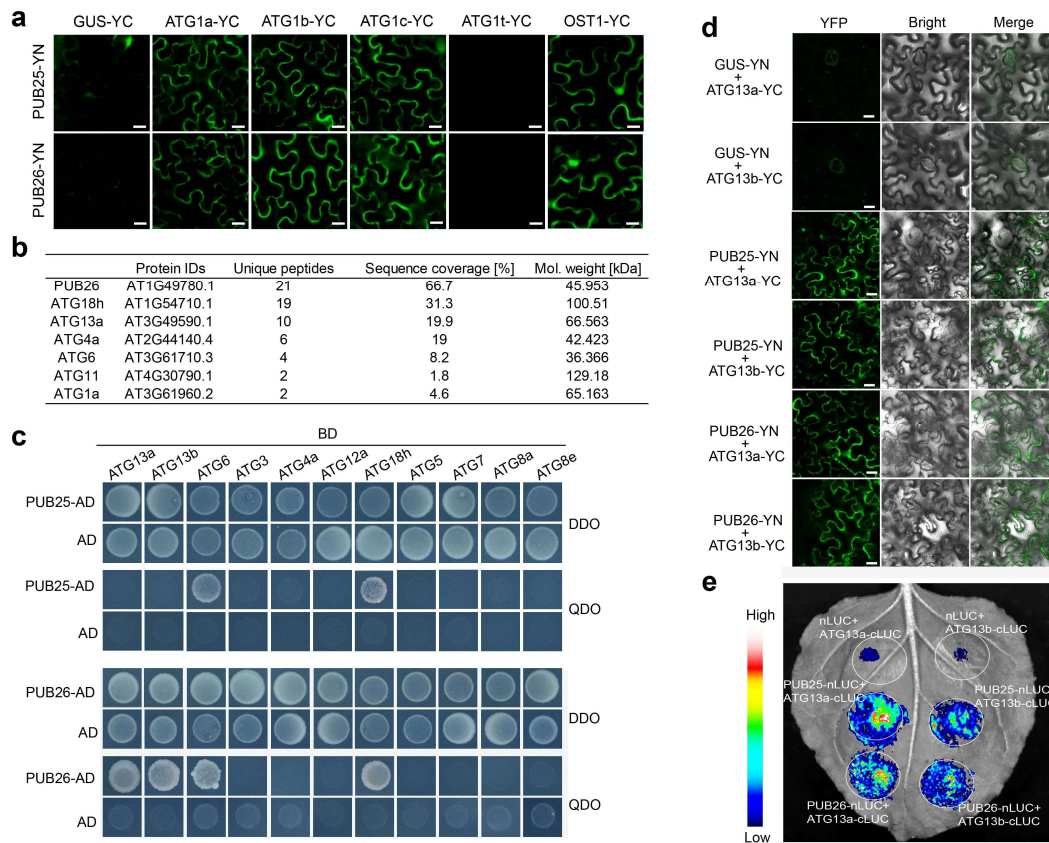 a
GUS-YC ATG1a-YC ATG1b-YC ATG1c-YC ATG1t-YC OST1-YC
PUB25-YN
PUB26-YN
b
Protein IDs Unique peptides Sequence coverage [%] Mol. weight [kDa]
PUB26 AT1G49780.1 21 66.7 45.953
ATG18h AT1G54710.1 19 31.3 100.51
ATG13a AT3G49590.1 10 19.9 66.563
ATG4a AT2G44140.4 6 19 42.423
ATG6 AT3G61710.3 4 8.2 36.366
ATG11 AT4G30790.1 2 1.8 129.18
ATG1a AT3G61960.2 2 4.6 65.163
c
BD
ATG13a ATG13b ATG6 ATG3 ATG4a ATG12a ATG18h ATG5 ATG7 ATG8a ATG8e
PUB25-AD
DDO
AD
PUB25-AD
QDO
AD
PUB26-AD
DDO
AD
PUB26-AD
QDO
AD
d
YFP Bright Merge
GUS-YN
+
ATG13a-YC
GUS-YN
+
ATG13b-YC
PUB25-YN
+
ATG13a-YC
PUB25-YN
+
ATG13b-YC
PUB26-YN
+
ATG13a-YC
PUB26-YN
+
ATG13b-YC
e
High
Low
nLUC+
ATG13a-cLUC
nLUC+
ATG13b-cLUC
PUB25-nLUC+
ATG13a-cLUC
PUB25-nLUC+
ATG13b-cLUC
PUB26-nLUC+
ATG13a-cLUC
PUB26-nLUC+
ATG13b-cLUC